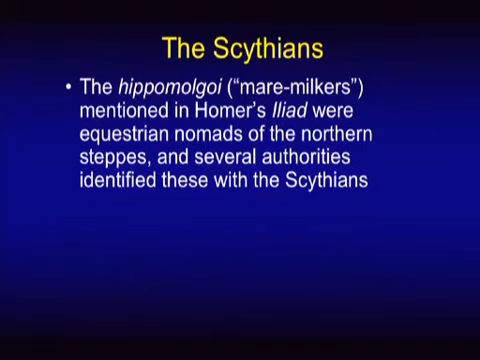 The Scythians
• The hippomolgoi (“mare-milkers”)
mentioned in Homer’s Iliad were
equestrian nomads of the northern
steppes, and several authorities
identified these with the Scythians